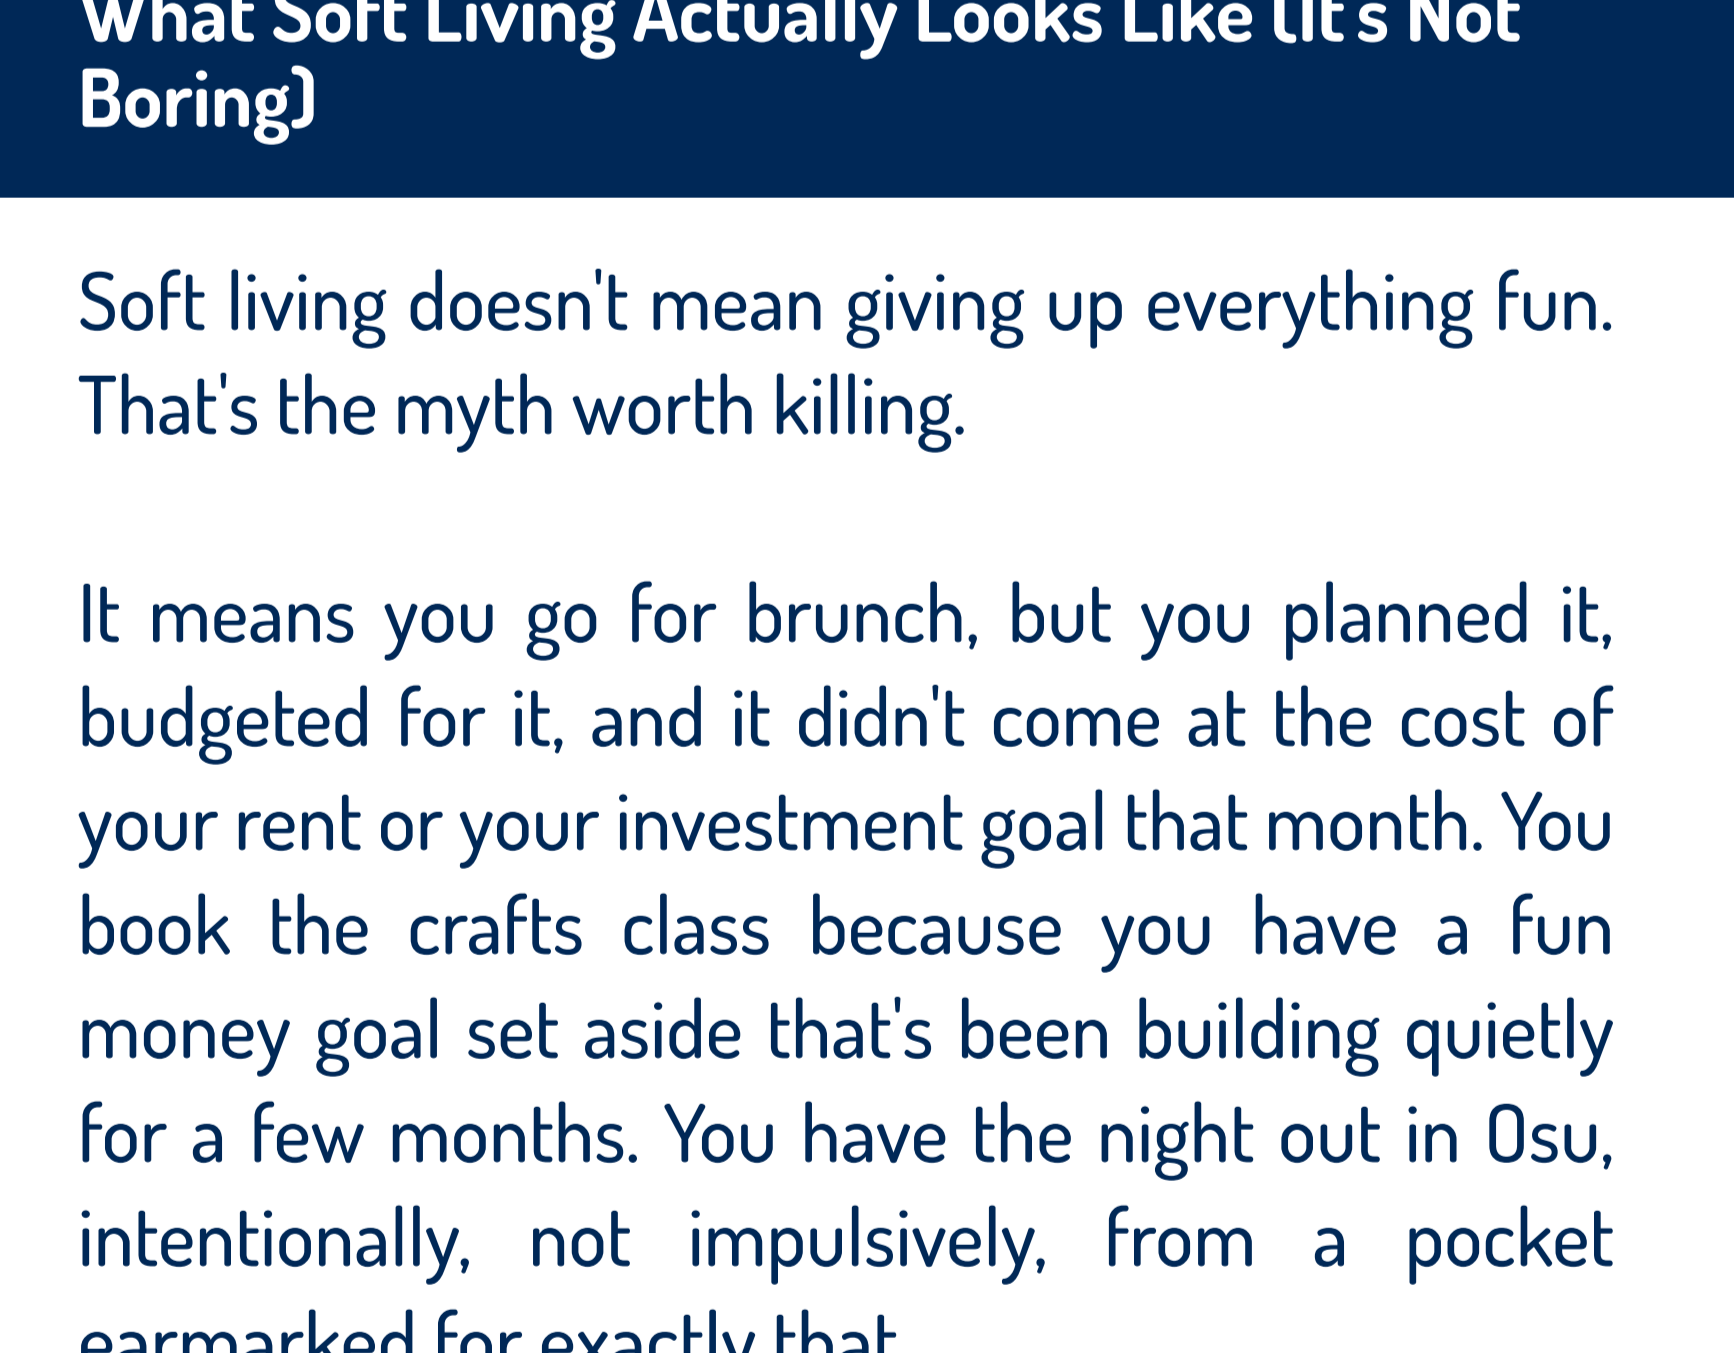 What Soft Living Actually Looks Like (It's Not
Boring)
Soft living doesn't mean giving up everything fun.
That's the myth worth killing.
It means you go for brunch, but you planned it,
budgeted for it, and it didn't come at the cost of
your rent or your investment goal that month. You
book the crafts class because you have a fun
money goal set aside that's been building quietly
for a few months. You have the night out in Osu,
intentionally, not impulsively, from a pocket
earmarked for exactly that.